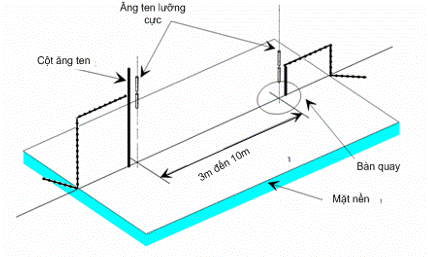 Ăng ten lưỡng
cực
Cột ăng ten
3m đến 10m
Bàn quay
Mặt nền